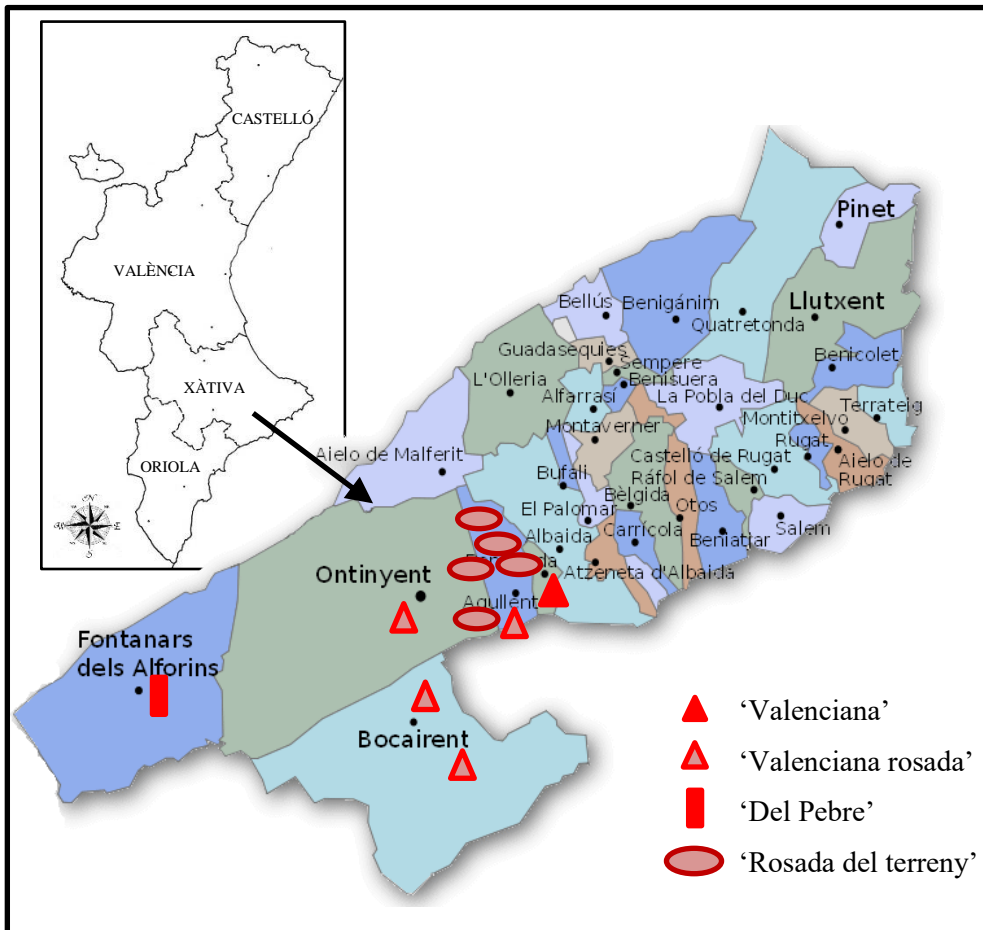 CASTELLÓ
VALÈNCIA
XÀTIVA
ORIOLA
N
E
S
Pinet
Llutxent
Bellús
Benigánim
Quatretonda
Guadasequies
Sempere
Benicolet
L'Olleria
Benisuera
Alfarrasí
La Pobla del Duc
Terrateig
Montitxelvo
Montaverner
Rugat
Aielo de Malferit
Castelló de Rugat
Aielo de
Rugat
Bufali
Ráfol de Salem
Bèlgida
El Palomar
Otos
Salem
Albaida
Carrícola
Beniatjar
Atzeneta d'Albaida
Ontinyent
Agullent
Fontanars
dels Alforins
Bocairent
‘Valenciana’
‘Valenciana rosada’
‘Del Pebre’
‘Rosada del terreny’